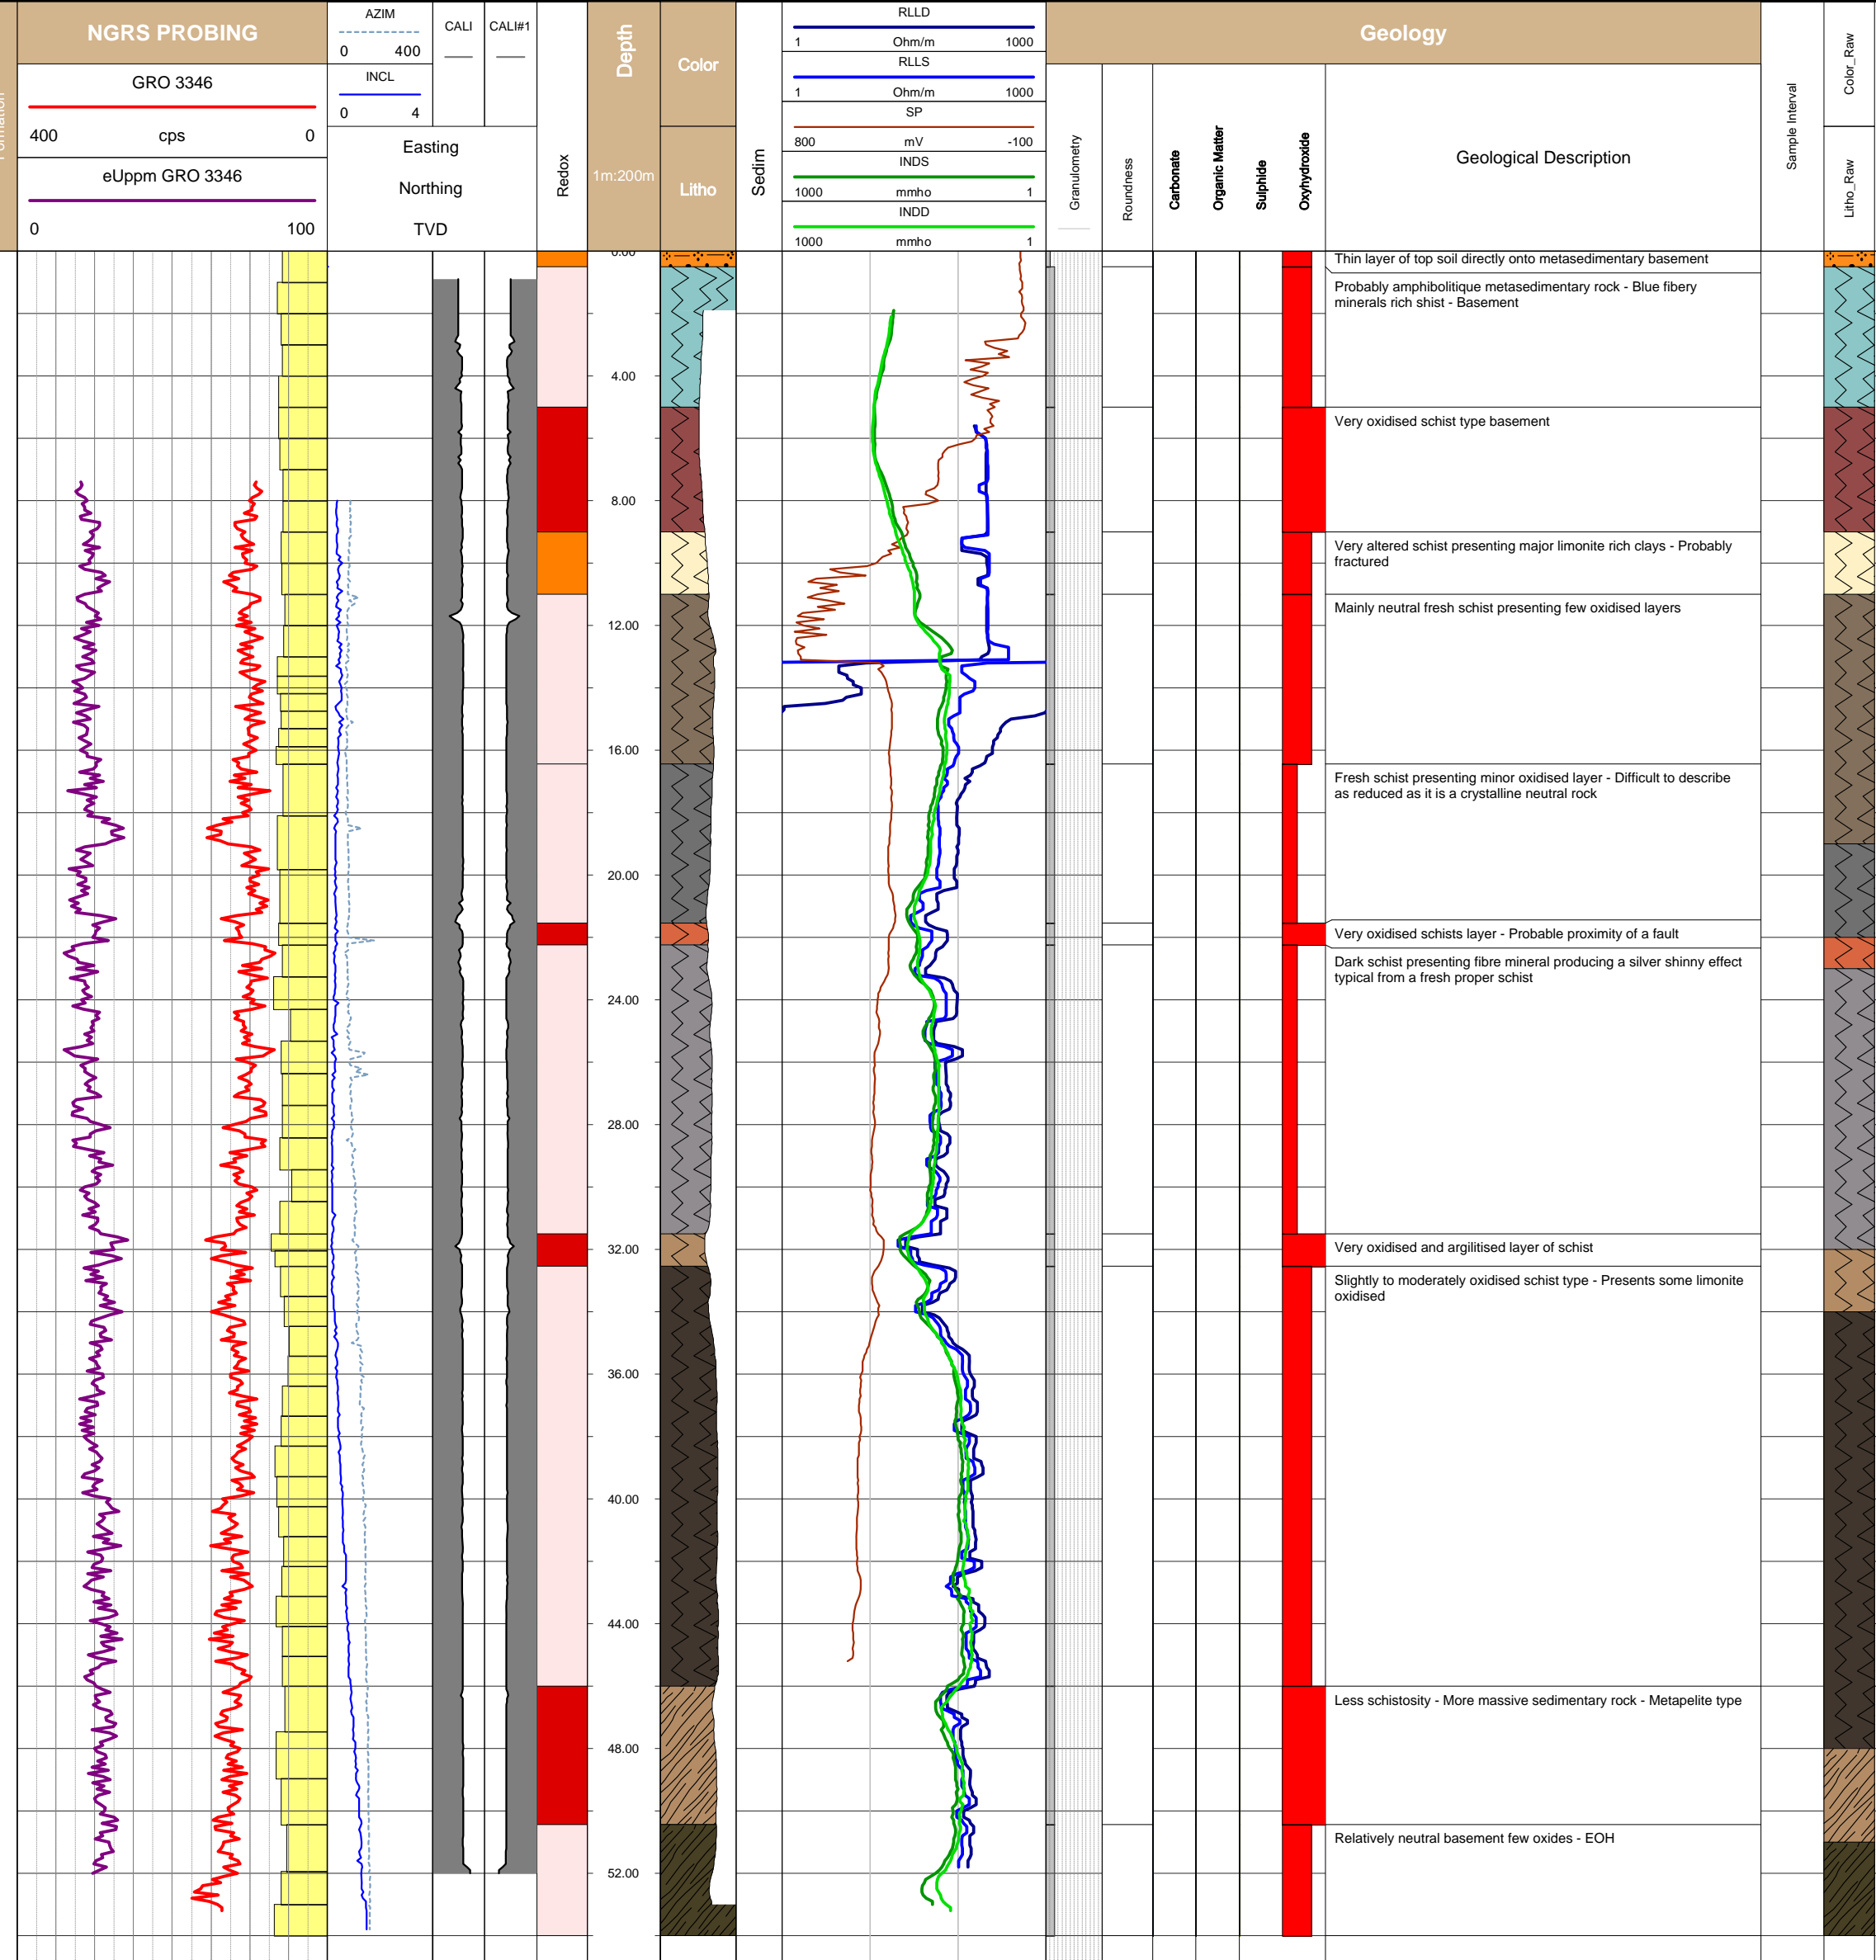 Formation
NGRS PROBING
GRO 3346
400 cps 0
eUppm GRO 3346
0 100
AZIM
0 400
INCL
0 4
CALI
CALI#1
Easting
Northing
TVD
Redox
Depth
1m:200m
Color
Litho
Sedim
RLLD
1 Ohm/m 1000
RLLS
1 Ohm/m 1000
SP
800 mV -100
INDS
1000 mmho 1
INDD
1000 mmho 1
Geology
Granulometry
Roundness
Carbonate
Organic Matter
Sulphide
Oxyhydroxide
Geological Description
Sample Interval
Color_Raw
Litho_Raw
0.00
Thin layer of top soil directly onto metasedimentary basement
Probably amphibolitique metasedimentary rock - Blue fibery
minerals rich shist - Basement
4.00
Very oxidised schist type basement
8.00
Very altered schist presenting major limonite rich clays - Probably
fractured
Mainly neutral fresh schist presenting few oxidised layers
12.00
16.00
Fresh schist presenting minor oxidised layer - Difficult to describe
as reduced as it is a crystalline neutral rock
20.00
Very oxidised schists layer - Probable proximity of a fault
Dark schist presenting fibre mineral producing a silver shinny effect
typical from a fresh proper schist
24.00
28.00
32.00
Very oxidised and argilitised layer of schist
Slightly to moderately oxidised schist type - Presents some limonite
oxidised
36.00
40.00
44.00
Less schistosity - More massive sedimentary rock - Metapelite type
48.00
Relatively neutral basement few oxides - EOH
52.00